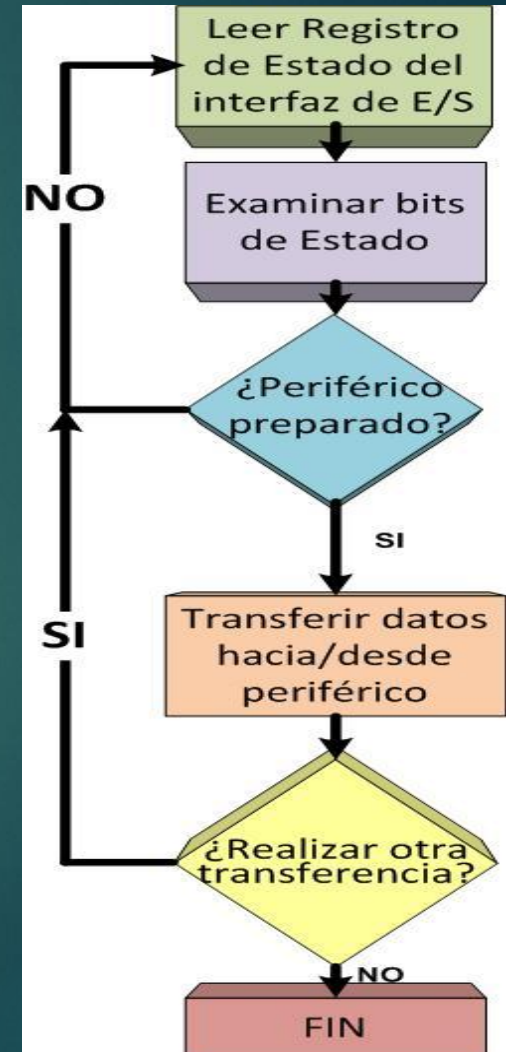 Leer Registro
de Estado del
interfaz de E/S
NO
Examinar bits
de Estado
¿Periférico
preparado?
SI
Transferir datos
hacia/desde
periférico
SI
¿Realizar otra
transferencia?
NO
FIN